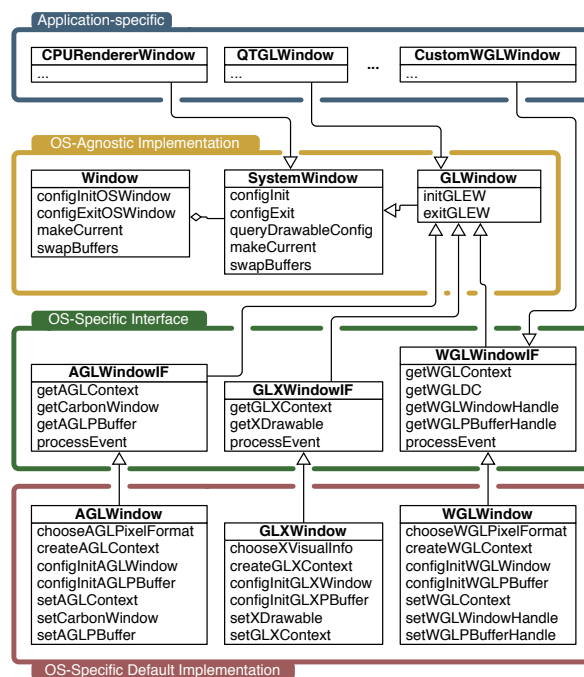 Application-specific
CPURendererWindow
...
QTGLWindow
...
...
CustomWGLWindow
...
OS-Agnostic Implementation
Window
configInitOSWindow
configExitOSWindow
makeCurrent
swapBuffers
SystemWindow
configInit
configExit
queryDrawableConfig
makeCurrent
swapBuffers
GLWindow
initGLEW
exitGLEW
OS-Specific Interface
AGLWindowIF
getAGLContext
getCarbonWindow
getAGLPBuffer
processEvent
GLXWindowIF
getGLXContext
getXDrawable
processEvent
WGLWindowIF
getWGLContext
getWGLDC
getWGLWindowHandle
getWGLPBufferHandle
processEvent
AGLWindow
chooseAGLPixelFormat
createAGLContext
configInitAGLWindow
configInitAGLPBuffer
setAGLContext
setCarbonWindow
setAGLPBuffer
GLXWindow
chooseXVisualInfo
createGLXContext
configInitGLXWindow
configInitGLXPBuffer
setXDrawable
setGLXContext
WGLWindow
chooseWGLPixelFormat
createWGLContext
configInitWGLWindow
configInitWGLPBuffer
setWGLContext
setWGLWindowHandle
setWGLPBufferHandle
OS-Specific Default Implementation